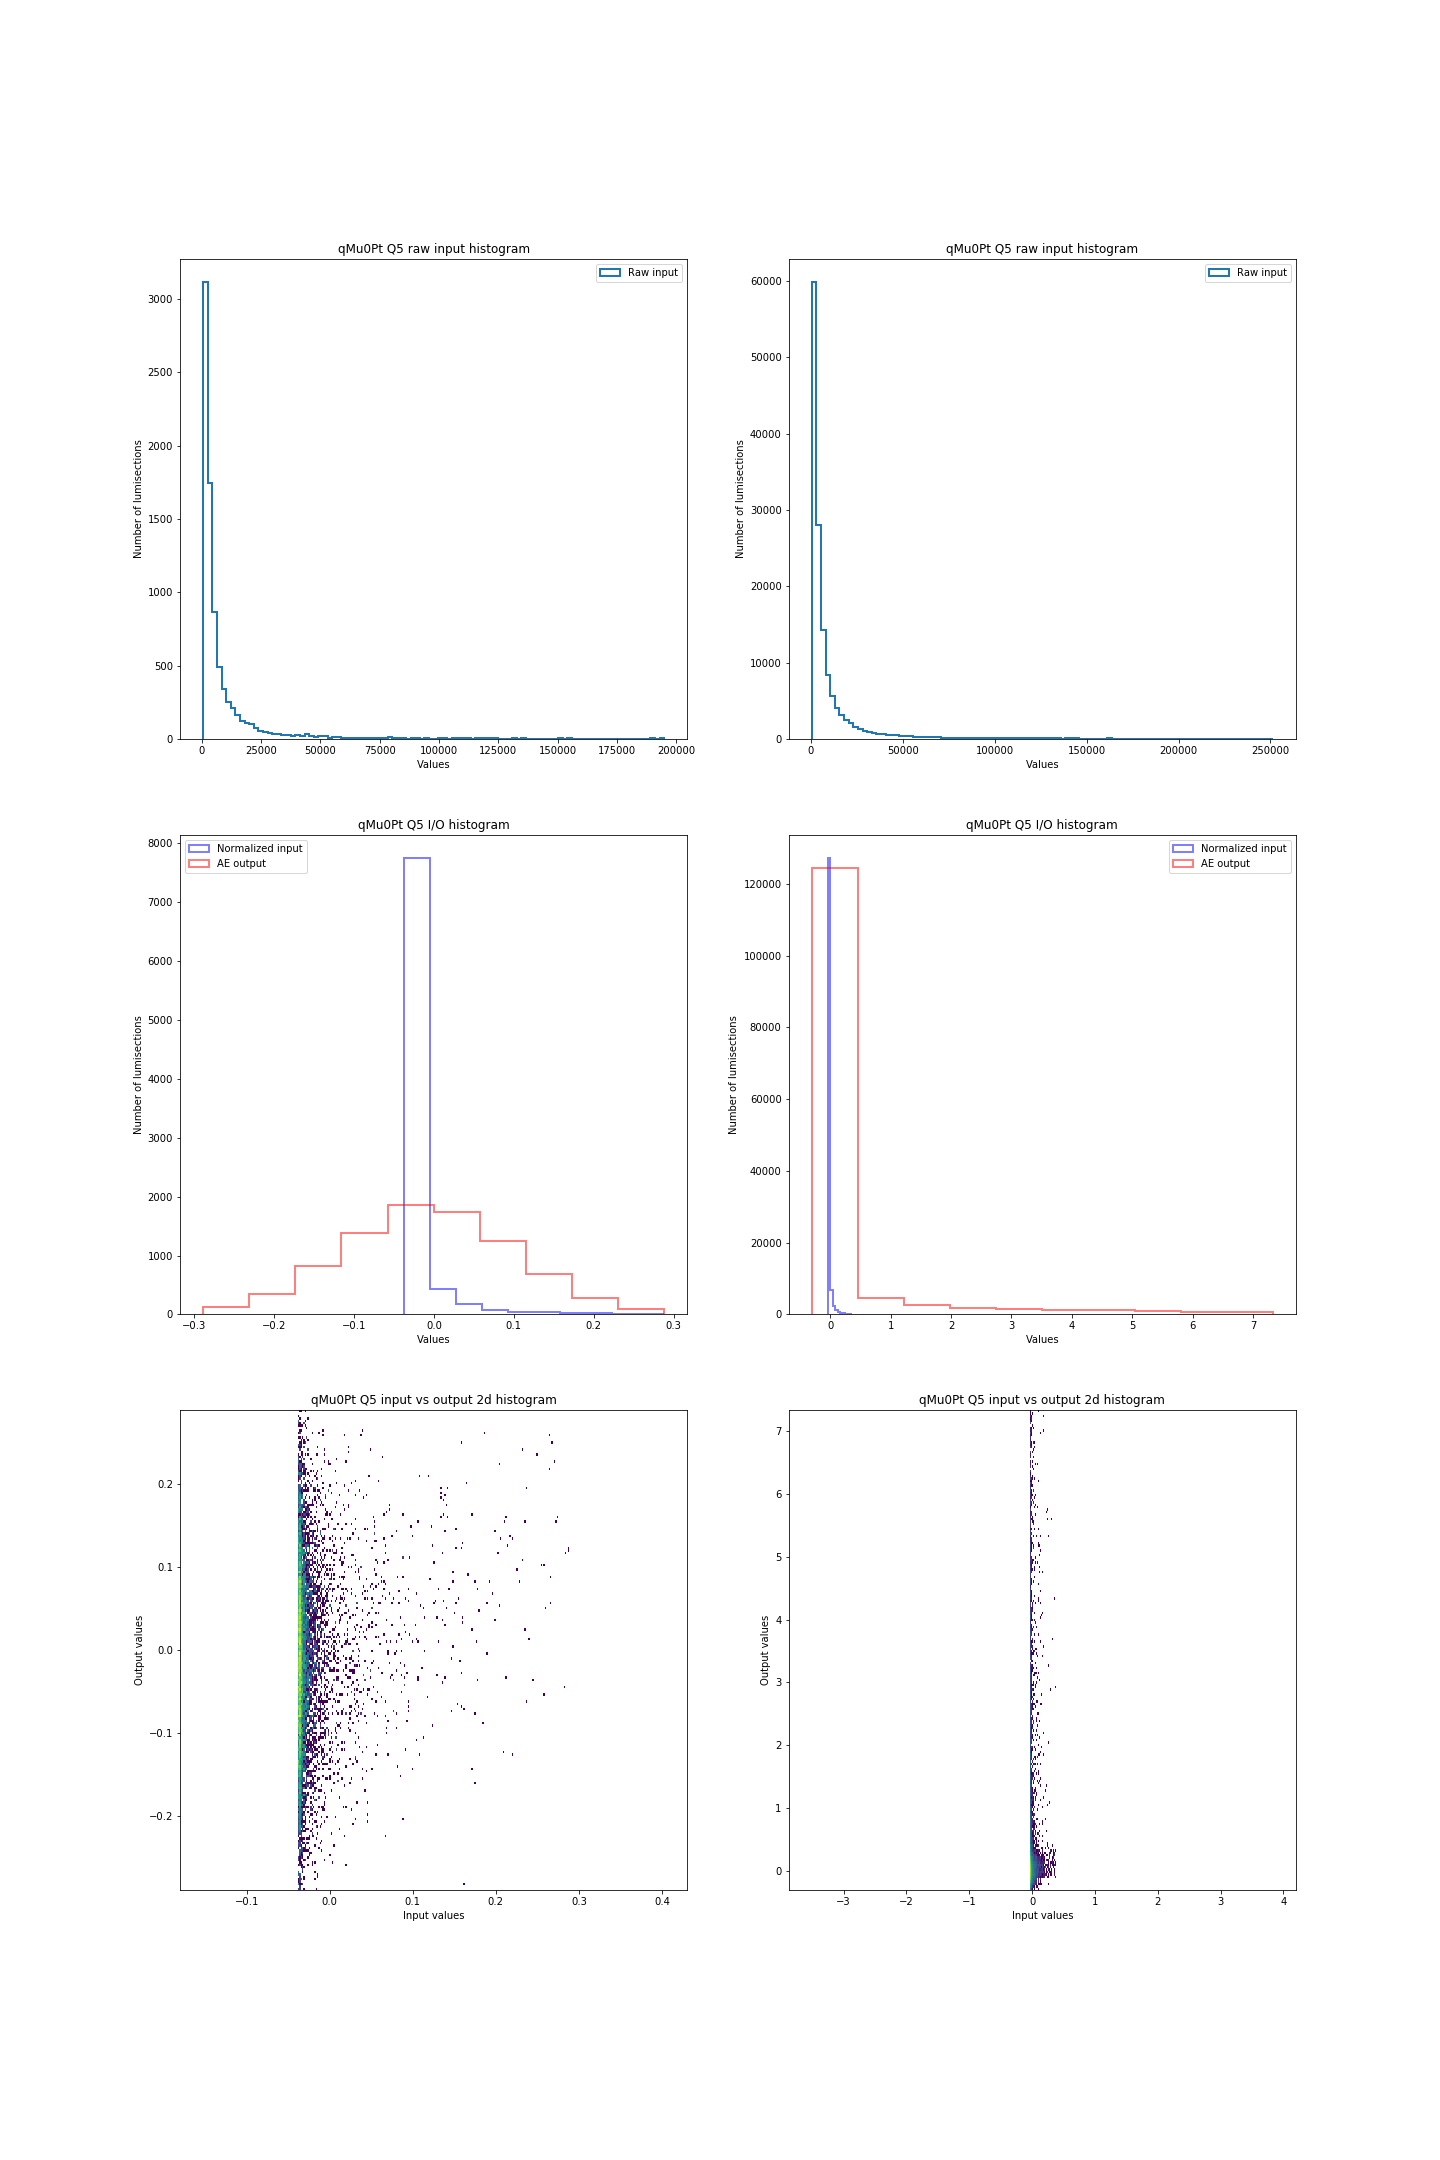 qMu0Pt Q5 raw input histogram
Raw input
3000
2500
2000
1500
1000
500
0
Number of lumisections
0 25000 50000 75000 100000 125000 150000 175000 200000
Values
qMu0Pt Q5 raw input histogram
Raw input
60000
50000
40000
30000
20000
10000
0
Number of lumisections
0 50000 100000 150000 200000 250000
Values
qMu0Pt Q5 I/O histogram
Normalized input
AE output
8000
7000
6000
5000
4000
3000
2000
1000
0
Number of lumisections
−0.3 −0.2 −0.1 0.0 0.1 0.2 0.3
Values
qMu0Pt Q5 I/O histogram
Normalized input
AE output
120000
100000
80000
60000
40000
20000
0
Number of lumisections
0 1 2 3 4 5 6 7
Values
qMu0Pt Q5 input vs output 2d histogram
0.2
0.1
0.0
−0.1
−0.2
Output values
−0.1 0.0 0.1 0.2 0.3 0.4
Input values
qMu0Pt Q5 input vs output 2d histogram
7
6
5
4
3
2
1
0
Output values
−3 −2 −1 0 1 2 3 4
Input values